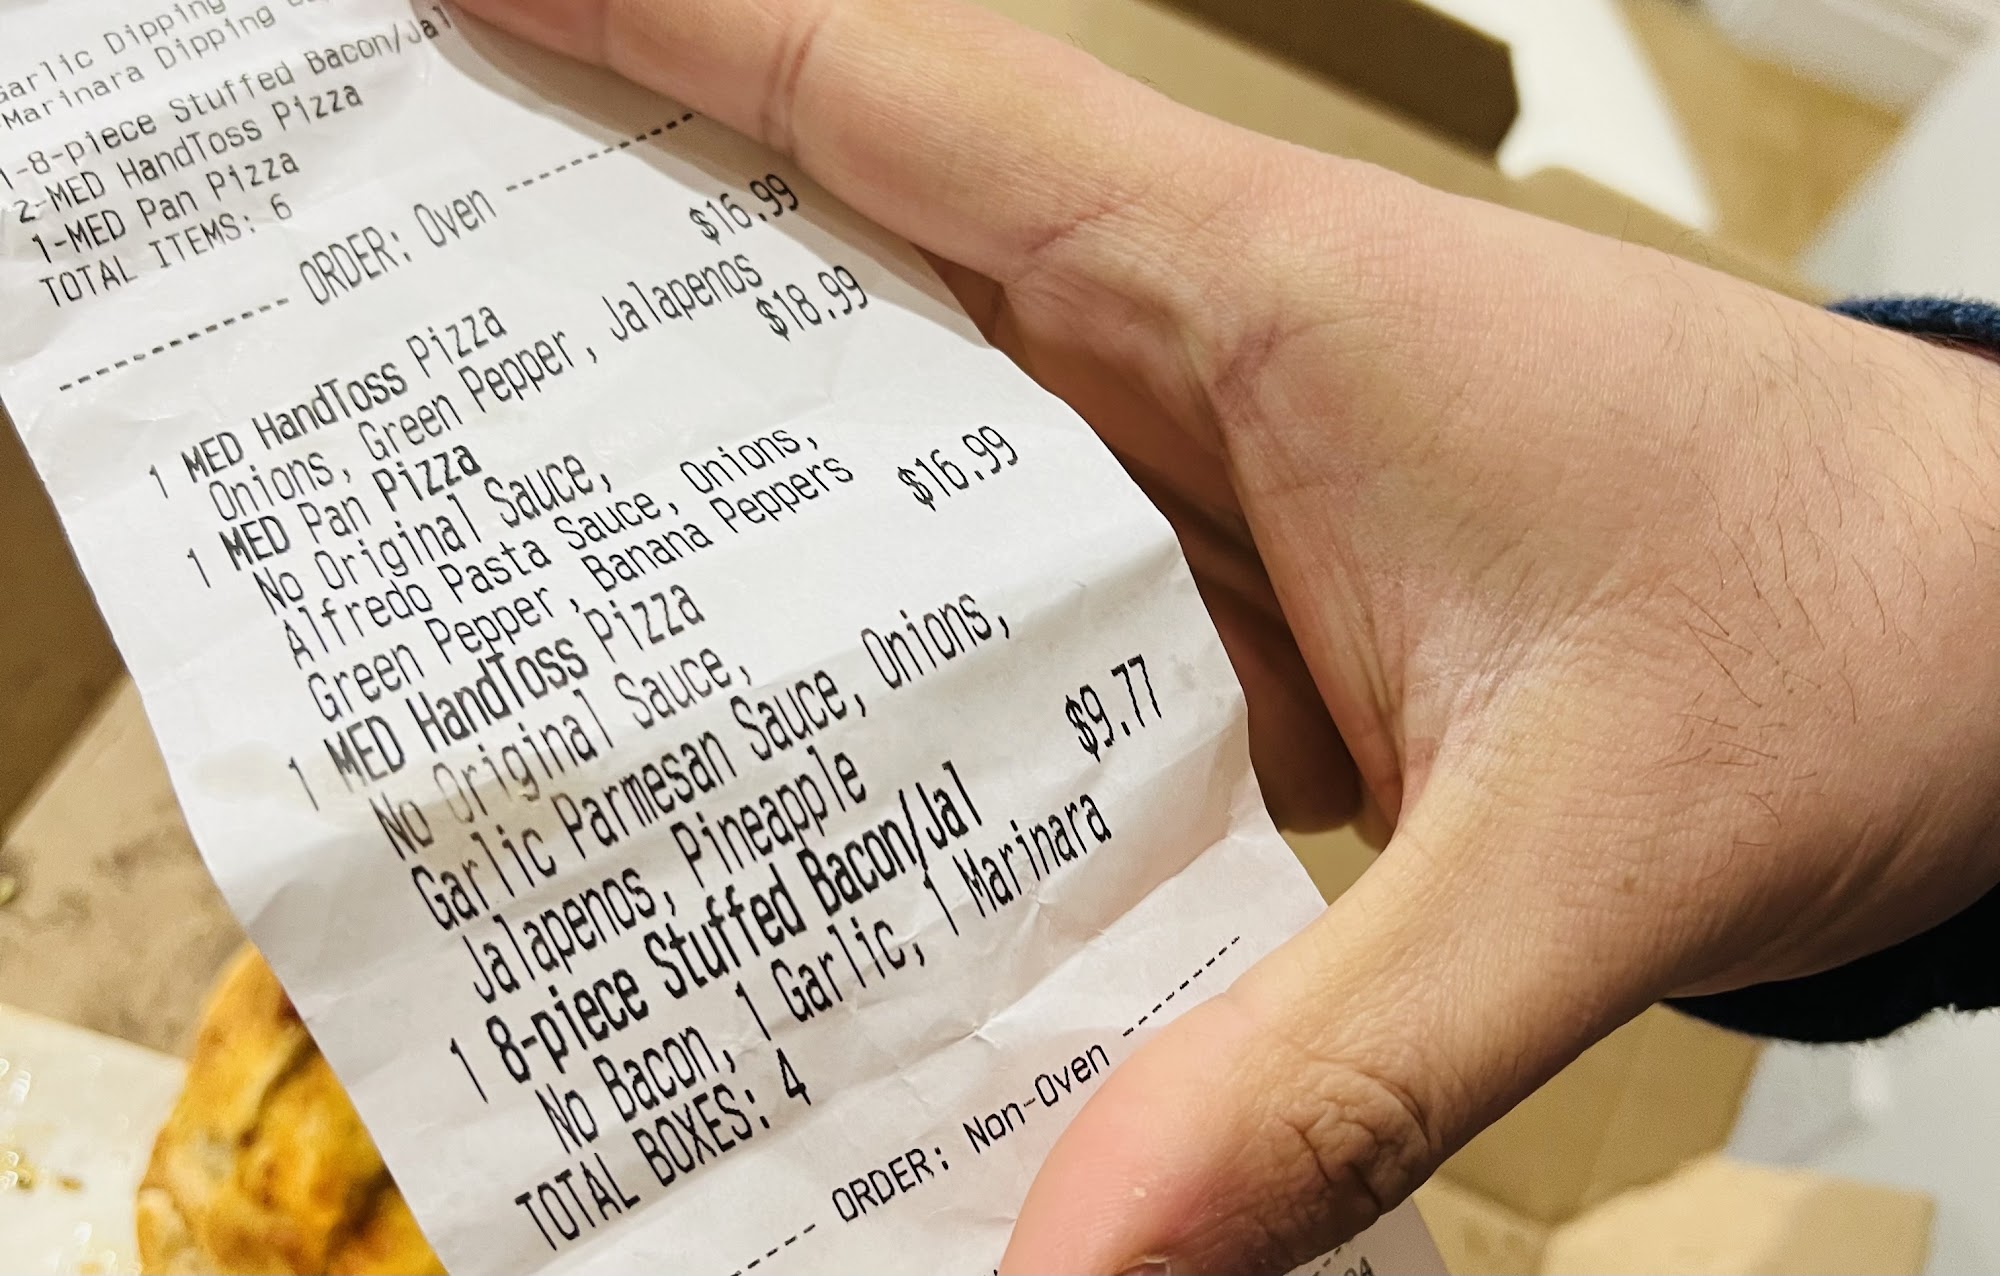 Garlic Dipping
Marinara Dipping
1-8-piece Stuffed Bacon/Jal
2-MED HandToss Pizza
1-MED Pan Pizza
TOTAL ITEMS: 6
----------- ORDER: Oven -----------
1 MED HandToss Pizza $16.99
Onions, Green Pepper, Jalapenos
1 MED Pan Pizza $18.99
No Original Sauce,
Alfredo Pasta Sauce, Onions,
Green Pepper, Banana Peppers
1 MED HandToss Pizza $16.99
No Original Sauce,
Garlic Parmesan Sauce, Onions,
Jalapenos, Pineapple
1 8-piece Stuffed Bacon/Jal $9.77
No Bacon, 1 Garlic, 1 Marinara
TOTAL BOXES: 4
----- ORDER: Non-Oven ---------